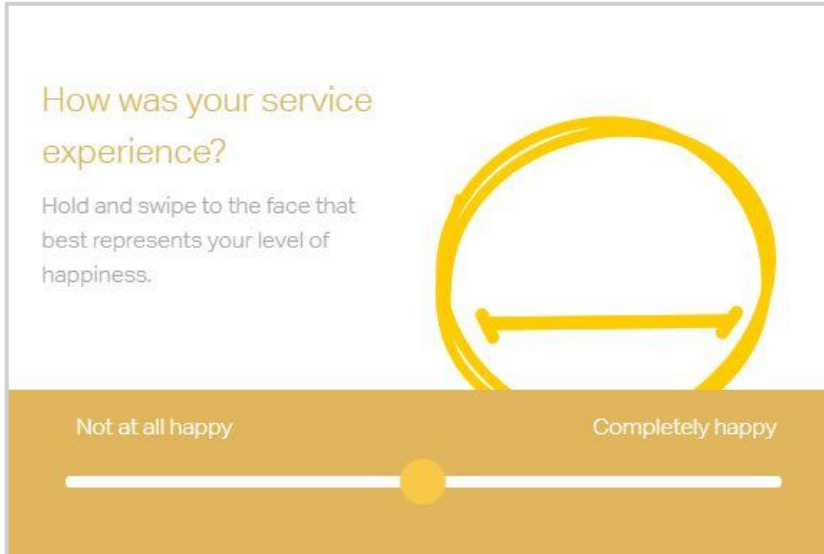 How was your service
experience?
Hold and swipe to the face that
best represents your level of
happiness.
Not at all happy
Completely happy